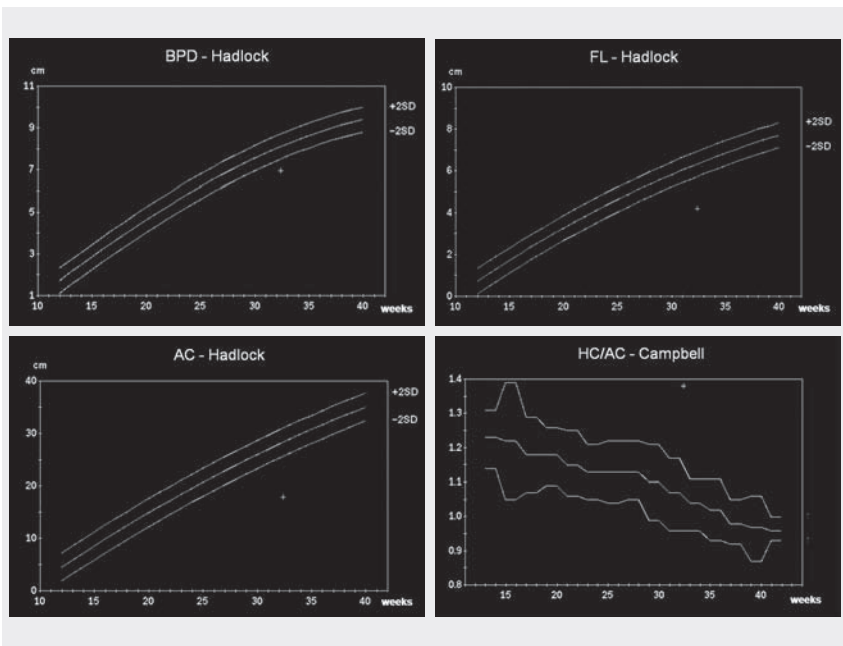 BPD - Hadlock
cm
11
9
7
5
3
1
+2SD
-2SD
10 15 20 25 30 35 40 weeks
FL - Hadlock
cm
10
8
6
4
2
0
+2SD
-2SD
10 15 20 25 30 35 40 weeks
AC - Hadlock
cm
40
30
20
10
0
+2SD
-2SD
10 15 20 25 30 35 40 weeks
HC/AC - Campbell
1.4
1.3
1.2
1.1
1.0
0.9
0.8
15 20 25 30 35 40 weeks